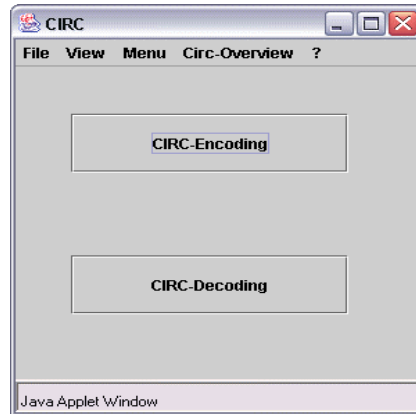 CIRC
File View Menu Circ-Overview ?
CIRC-Encoding
CIRC-Decoding
Java Applet Window